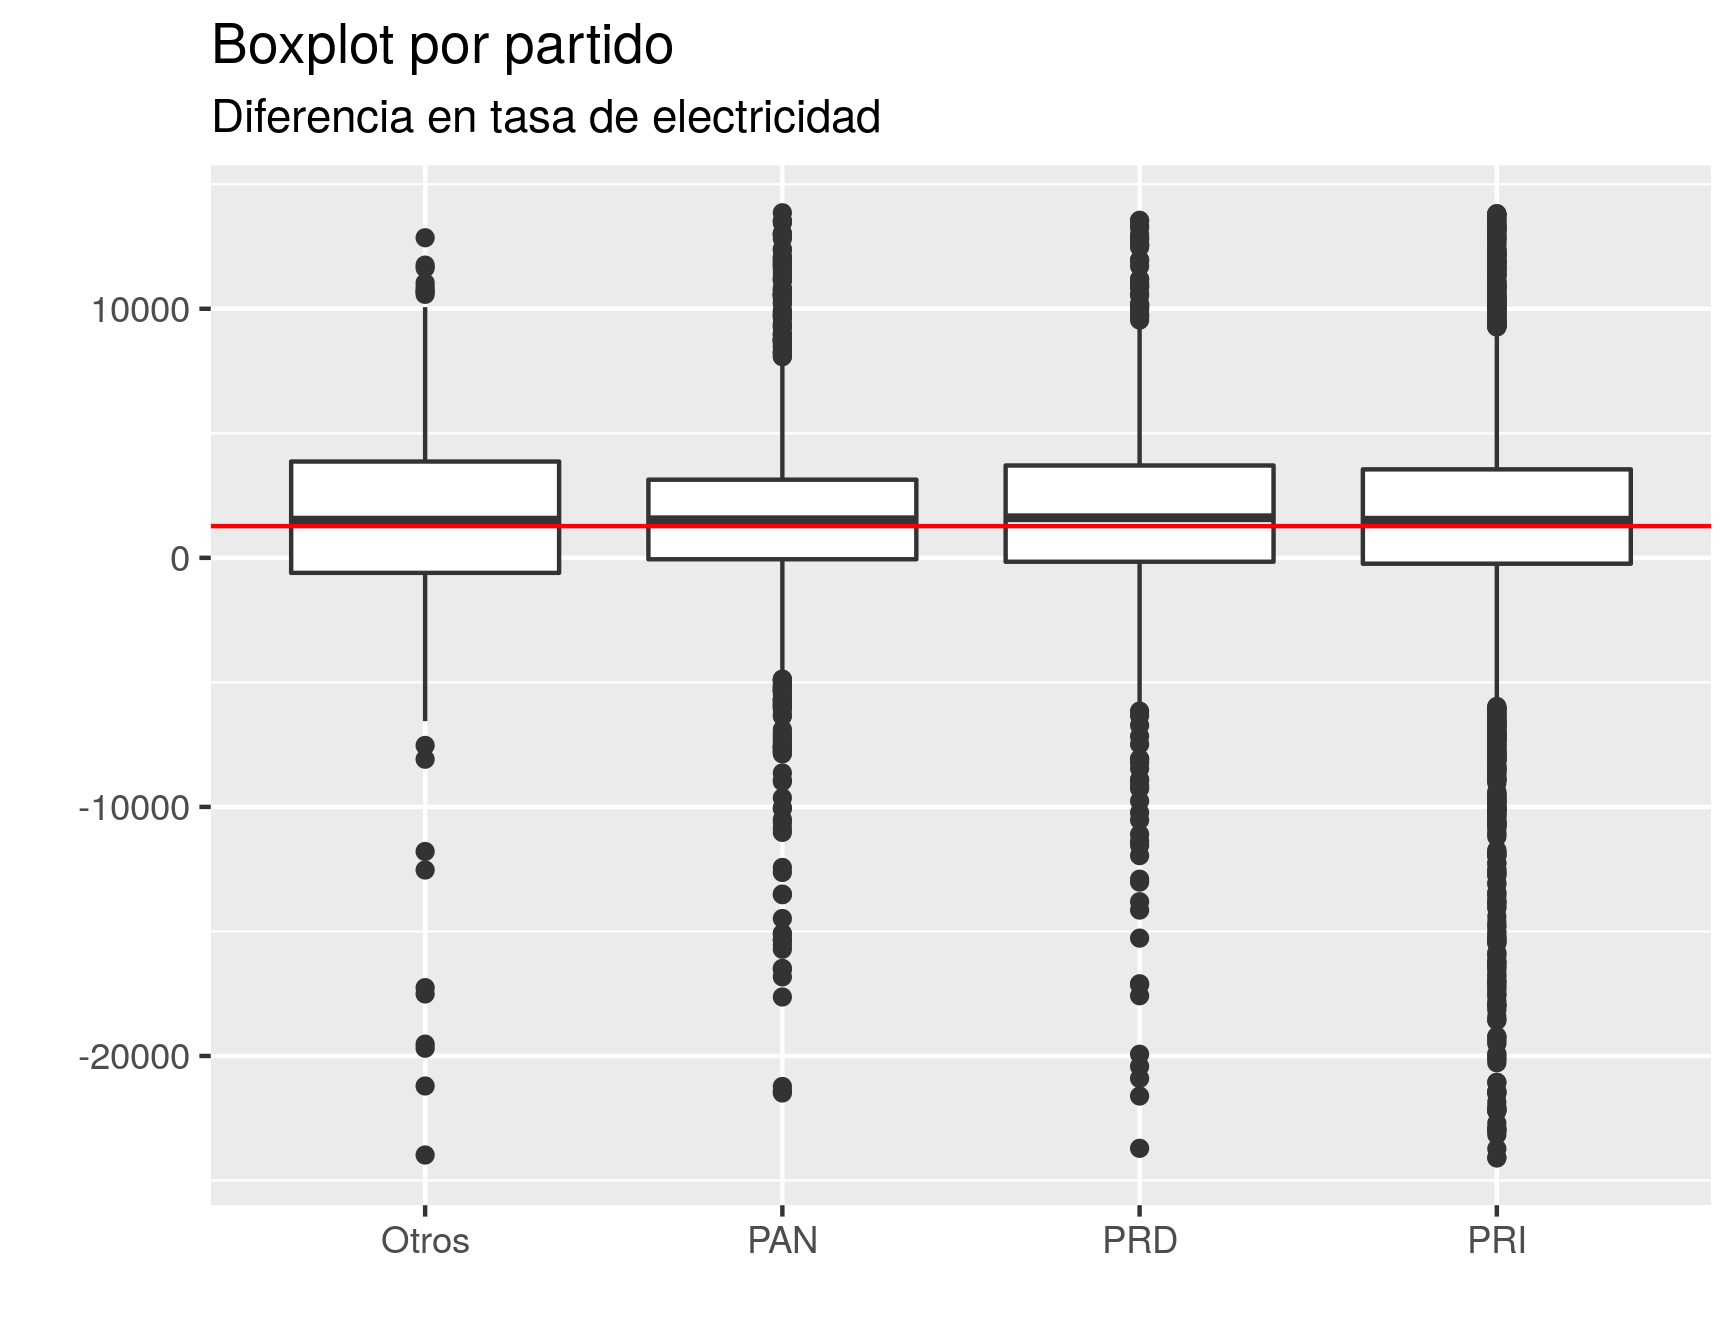 Boxplot por partido
Diferencia en tasa de electricidad
10000
0
-10000
-20000
Otros PAN PRD PRI